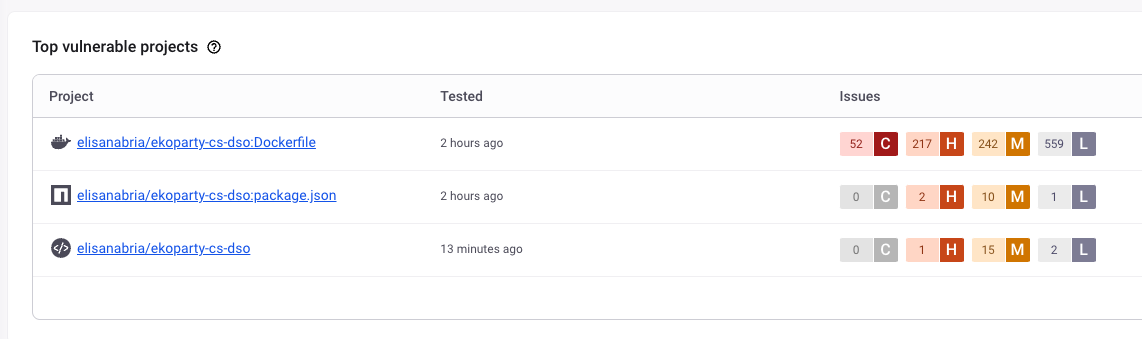 Top vulnerable projects
Project Tested Issues
elisanabria/ekoparty-cs-dso:Dockerfile 2 hours ago 52 C 217 H 242 M 559 L
elisanabria/ekoparty-cs-dso:package.json 2 hours ago 0 C 2 H 10 M 1 L
elisanabria/ekoparty-cs-dso 13 minutes ago 0 C 1 H 15 M 2 L